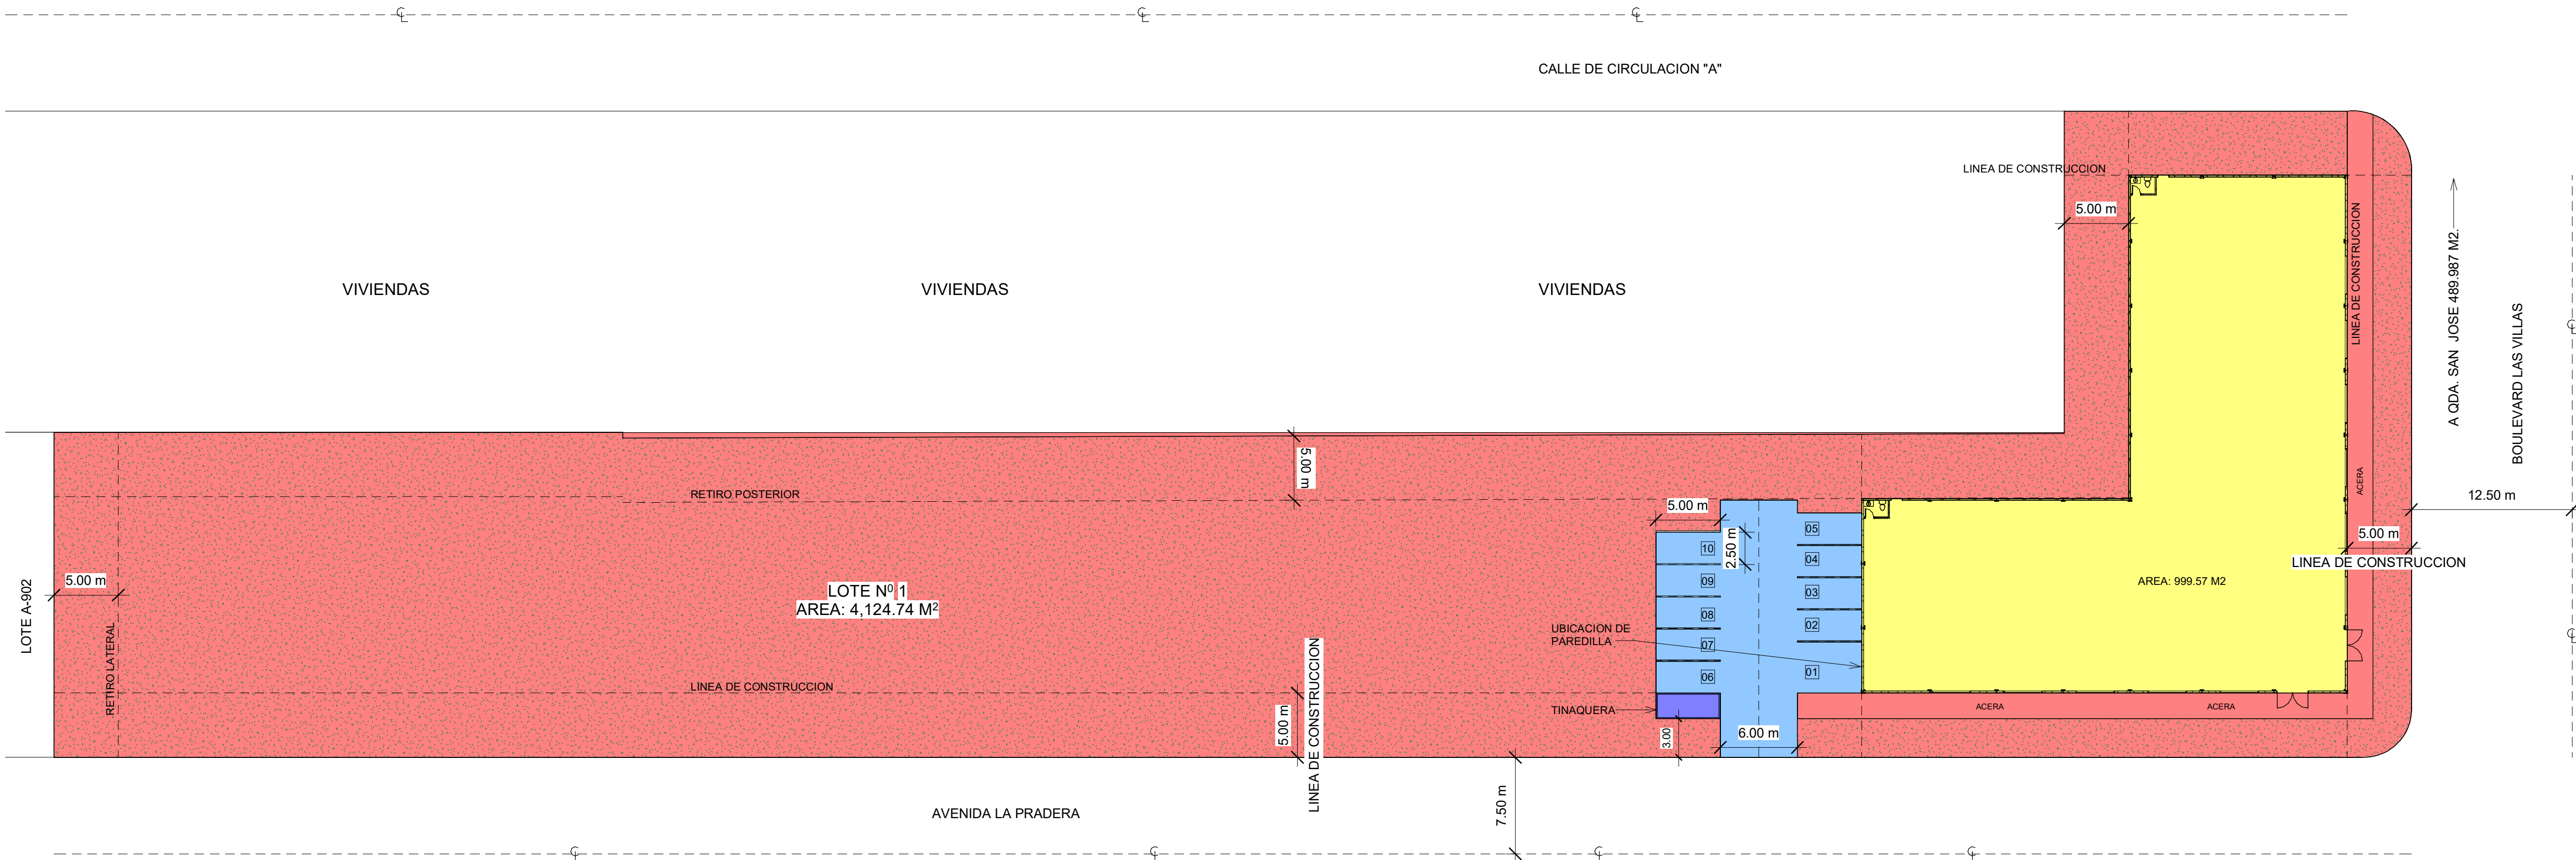 CALLE DE CIRCULACION "A"
LINEA DE CONSTRUCCION
5.00 m
LINEA DE CONSTRUCCION
A QDA. SAN JOSE 489.987 M2.
BOULEVARD LAS VILLAS
VIVIENDAS
VIVIENDAS
VIVIENDAS
ACERA
12.50 m
5.00 m
LINEA DE CONSTRUCCION
5.00 m
RETIRO POSTERIOR
5.00 m
2.50 m
10
09
08
07
06
05
04
03
02
01
AREA: 999.57 M2
LOTE A-902
5.00 m
RETIRO LATERAL
LOTE Nº 1
AREA: 4,124.74 M²
UBICACION DE
PAREDILLA
LINEA DE CONSTRUCCION
5.00 m
LINEA DE CONSTRUCCION
TINAQUERA
3.00
6.00 m
ACERA
ACERA
7.50 m
AVENIDA LA PRADERA